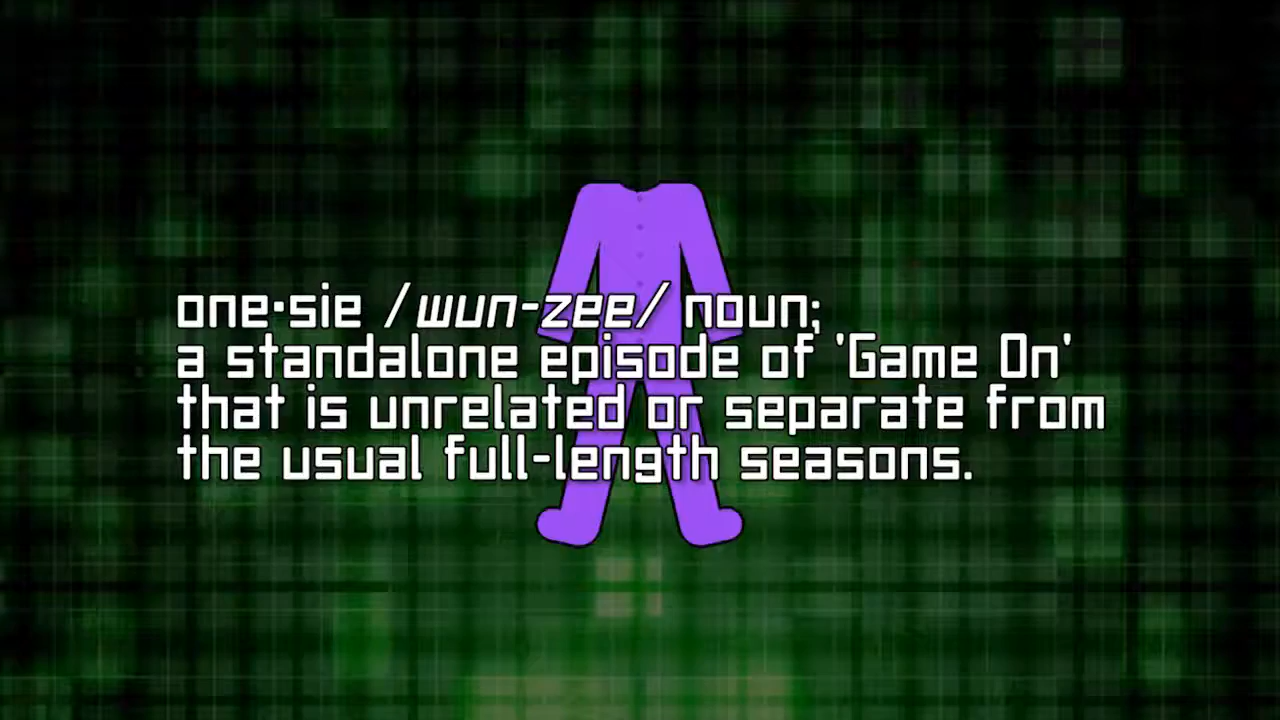 one•sie /wun-zee/ noun;
a standalone episode of 'Game On'
that is unrelated or separate from
the usual full-length seasons.